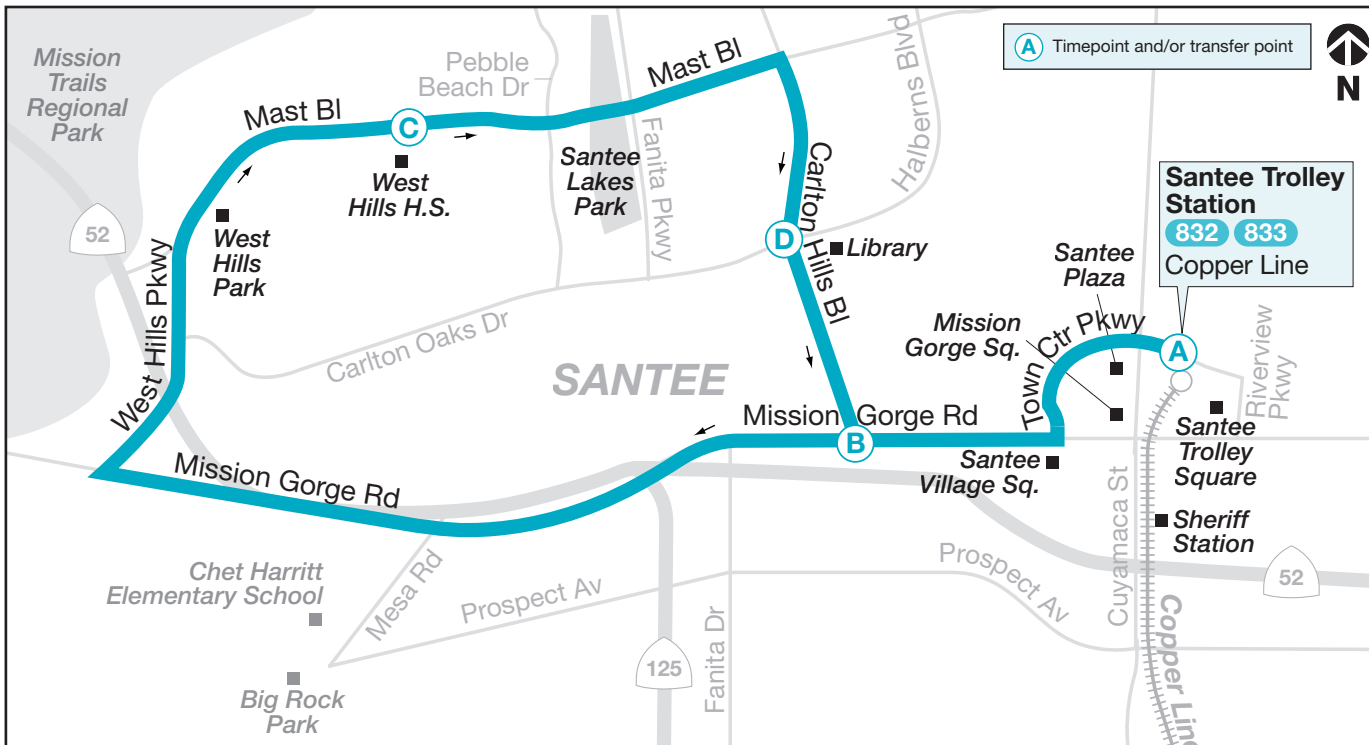 Mission
Trails
Regional
Park
Pebble
Beach Dr
Mast Bl
Halberns Blvd
A Timepoint and/or transfer point
N
Mast Bl
C
West
Hills H.S.
Santee
Lakes
Park
Fanita Pkwy
Carlton Hills Bl
52
West
Hills
Park
West Hills Pkwy
D
Library
Santee Trolley
Station
832 833
Copper Line
Santee
Plaza
Mission
Gorge Sq.
Town Ctr Pkwy
A
Riverview
Pkwy
Carlton Oaks Dr
SANTEE
Mission Gorge Rd
B
Santee
Village Sq.
Santee
Trolley
Square
Cuyamaca St
Mission Gorge Rd
Sheriff
Station
Chet Harritt
Elementary School
Mesa Rd
Prospect Av
Prospect Av
52
Big Rock
Park
125
Fanita Dr
Copper Line